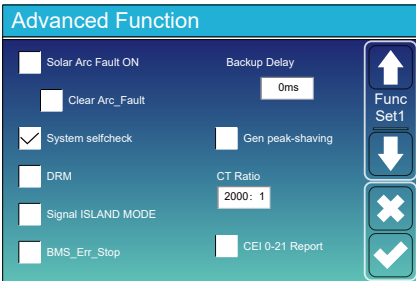 Advanced Function
Solar Arc Fault ON
Backup Delay
0ms
Clear Arc_Fault
Func
Set1
System selfcheck
Gen peak-shaving
DRM
CT Ratio
2000: 1
Signal ISLAND MODE
BMS_Err_Stop
CEI 0-21 Report